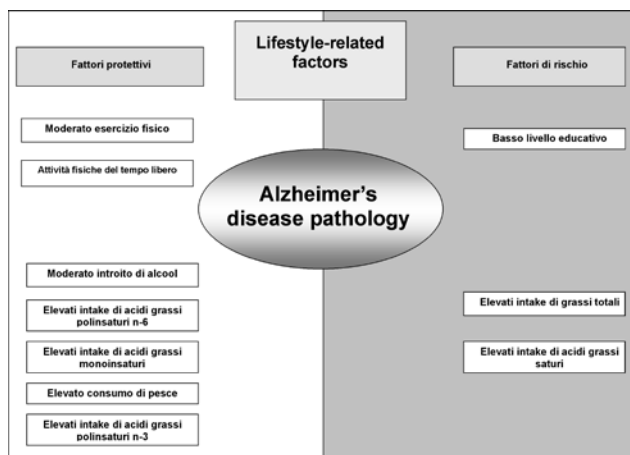 Lifestyle-related
factors
Fattori protettivi
Fattori di rischio
Moderato esercizio fisico
Basso livello educativo
Attività fisiche del tempo libero
Alzheimer's
disease pathology
Moderato introito di alcool
Elevati intake di acidi grassi
polinsaturi n-6
Elevati intake di grassi totali
Elevati intake di acidi grassi
monoinsaturi
Elevati intake di acidi grassi
saturi
Elevato consumo di pesce
Elevati intake di acidi grassi
polinsaturi n-3